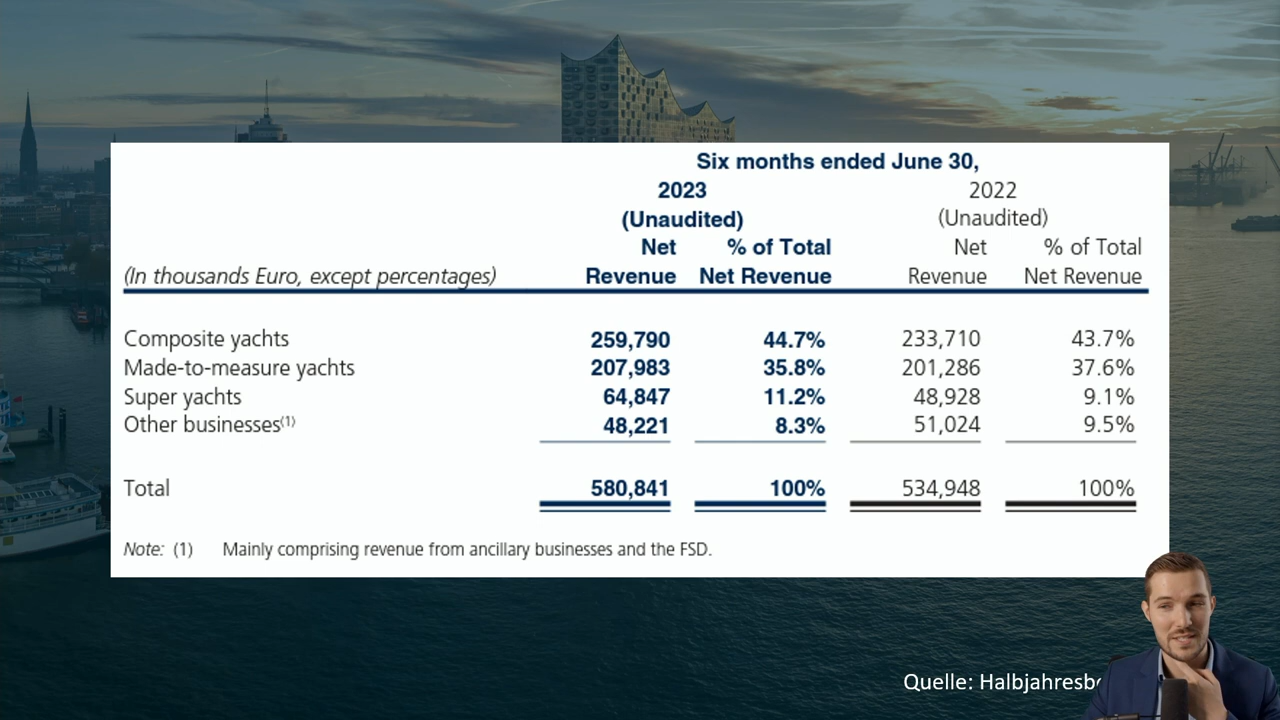 Six months ended June 30,
2023 2022
(Unaudited) (Unaudited)
Net % of Total Net % of Total
(In thousands Euro, except percentages) Revenue Net Revenue Revenue Net Revenue
Composite yachts 259,790 44.7% 233,710 43.7%
Made-to-measure yachts 207,983 35.8% 201,286 37.6%
Super yachts 64,847 11.2% 48,928 9.1%
Other businesses(1) 48,221 8.3% 51,024 9.5%
Total 580,841 100% 534,948 100%
Note: (1) Mainly comprising revenue from ancillary businesses and the FSD.
Quelle: